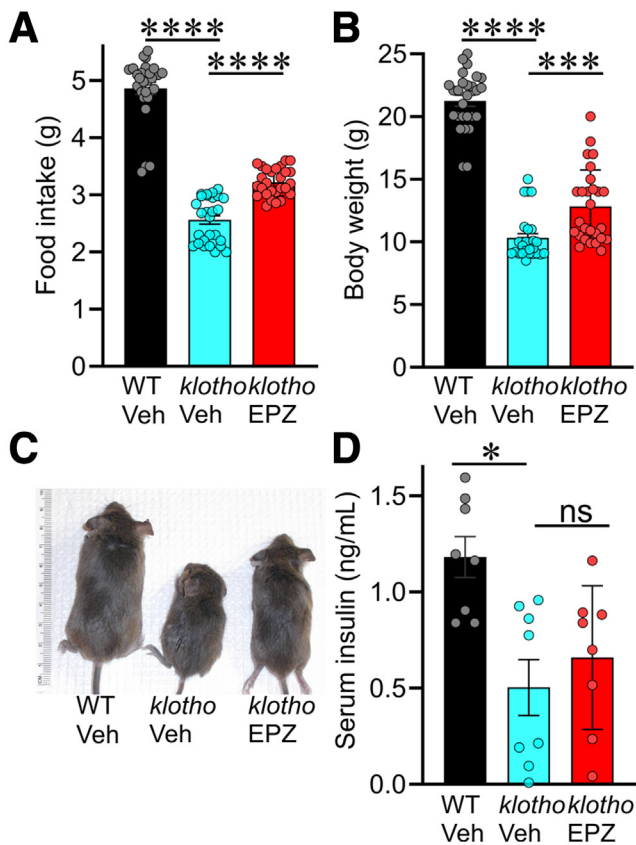 A
****
****
Food intake (g)
5
4
3
2
1
0
WT
Veh
klotho
Veh
klotho
EPZ
B
****
***
Body weight (g)
25
20
15
10
5
0
WT
Veh
klotho
Veh
klotho
EPZ
C
WT
Veh
klotho
Veh
klotho
EPZ
D
*
ns
Serum insulin (ng/mL)
1.5
1.0
0.5
0.0
WT
Veh
klotho
Veh
klotho
EPZ